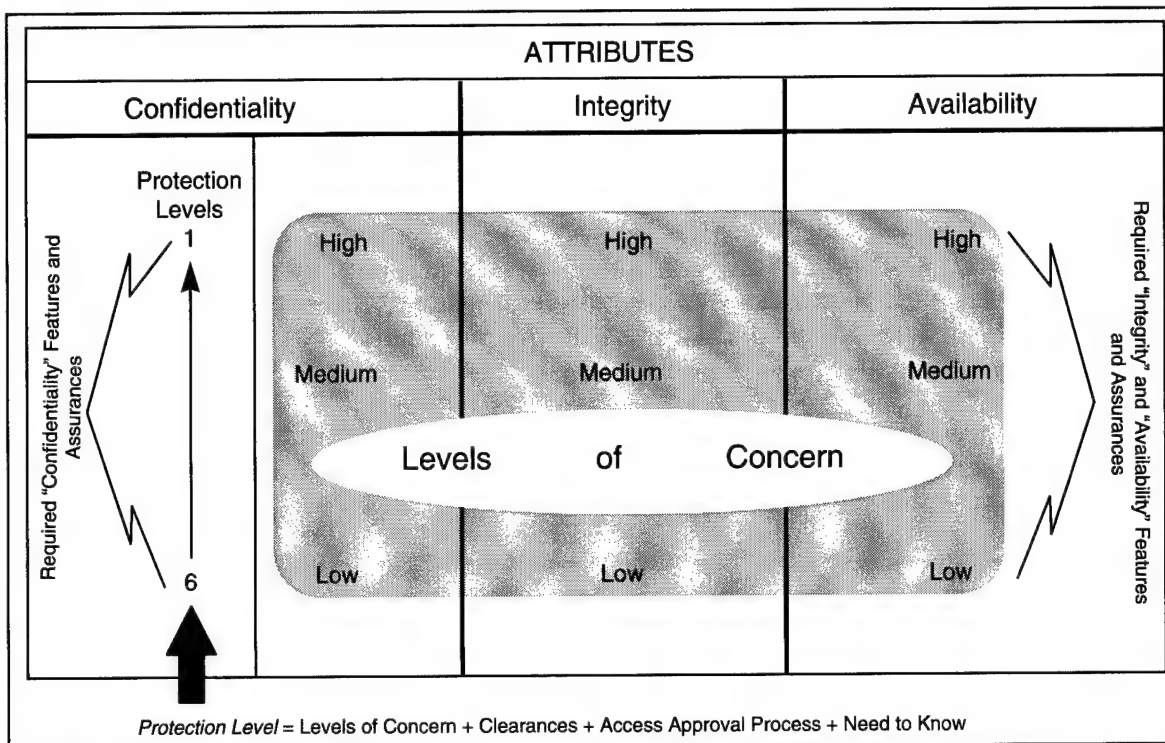 ATTRIBUTES
Confidentiality Integrity Availability
Protection
Levels
1
6
Required "Confidentiality" Features and
Assurances
High High High
Medium Medium Medium
Levels of Concern
Low Low Low
Required "Integrity" and "Availability" Features
and Assurances
Protection Level = Levels of Concern + Clearances + Access Approval Process + Need to Know